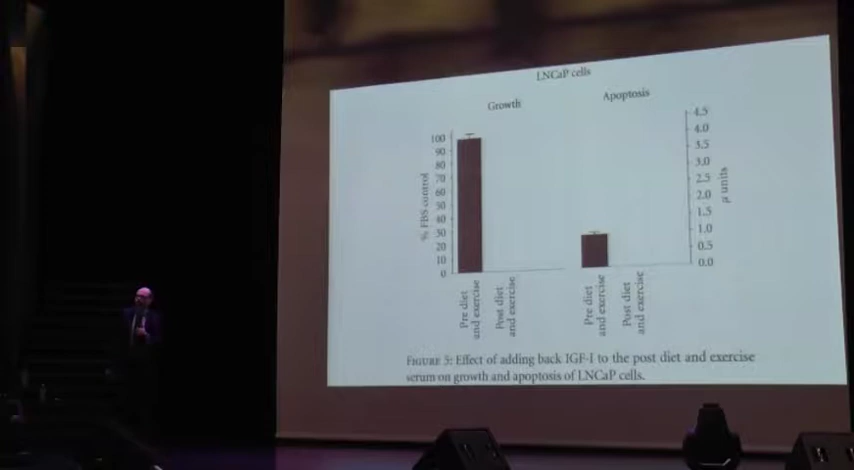 LNCaP cells
Growth
Apoptosis
% FBS control
100
90
80
70
60
50
40
30
20
10
0
Pre diet
and exercise
Post diet
and exercise
4.5
4.0
3.5
3.0
2.5
2.0
1.5
1.0
0.5
0.0
μ units
Pre diet
and exercise
Post diet
and exercise
FIGURE 5: Effect of adding back IGF-I to the post diet and exercise
serum on growth and apoptosis of LNCaP cells.